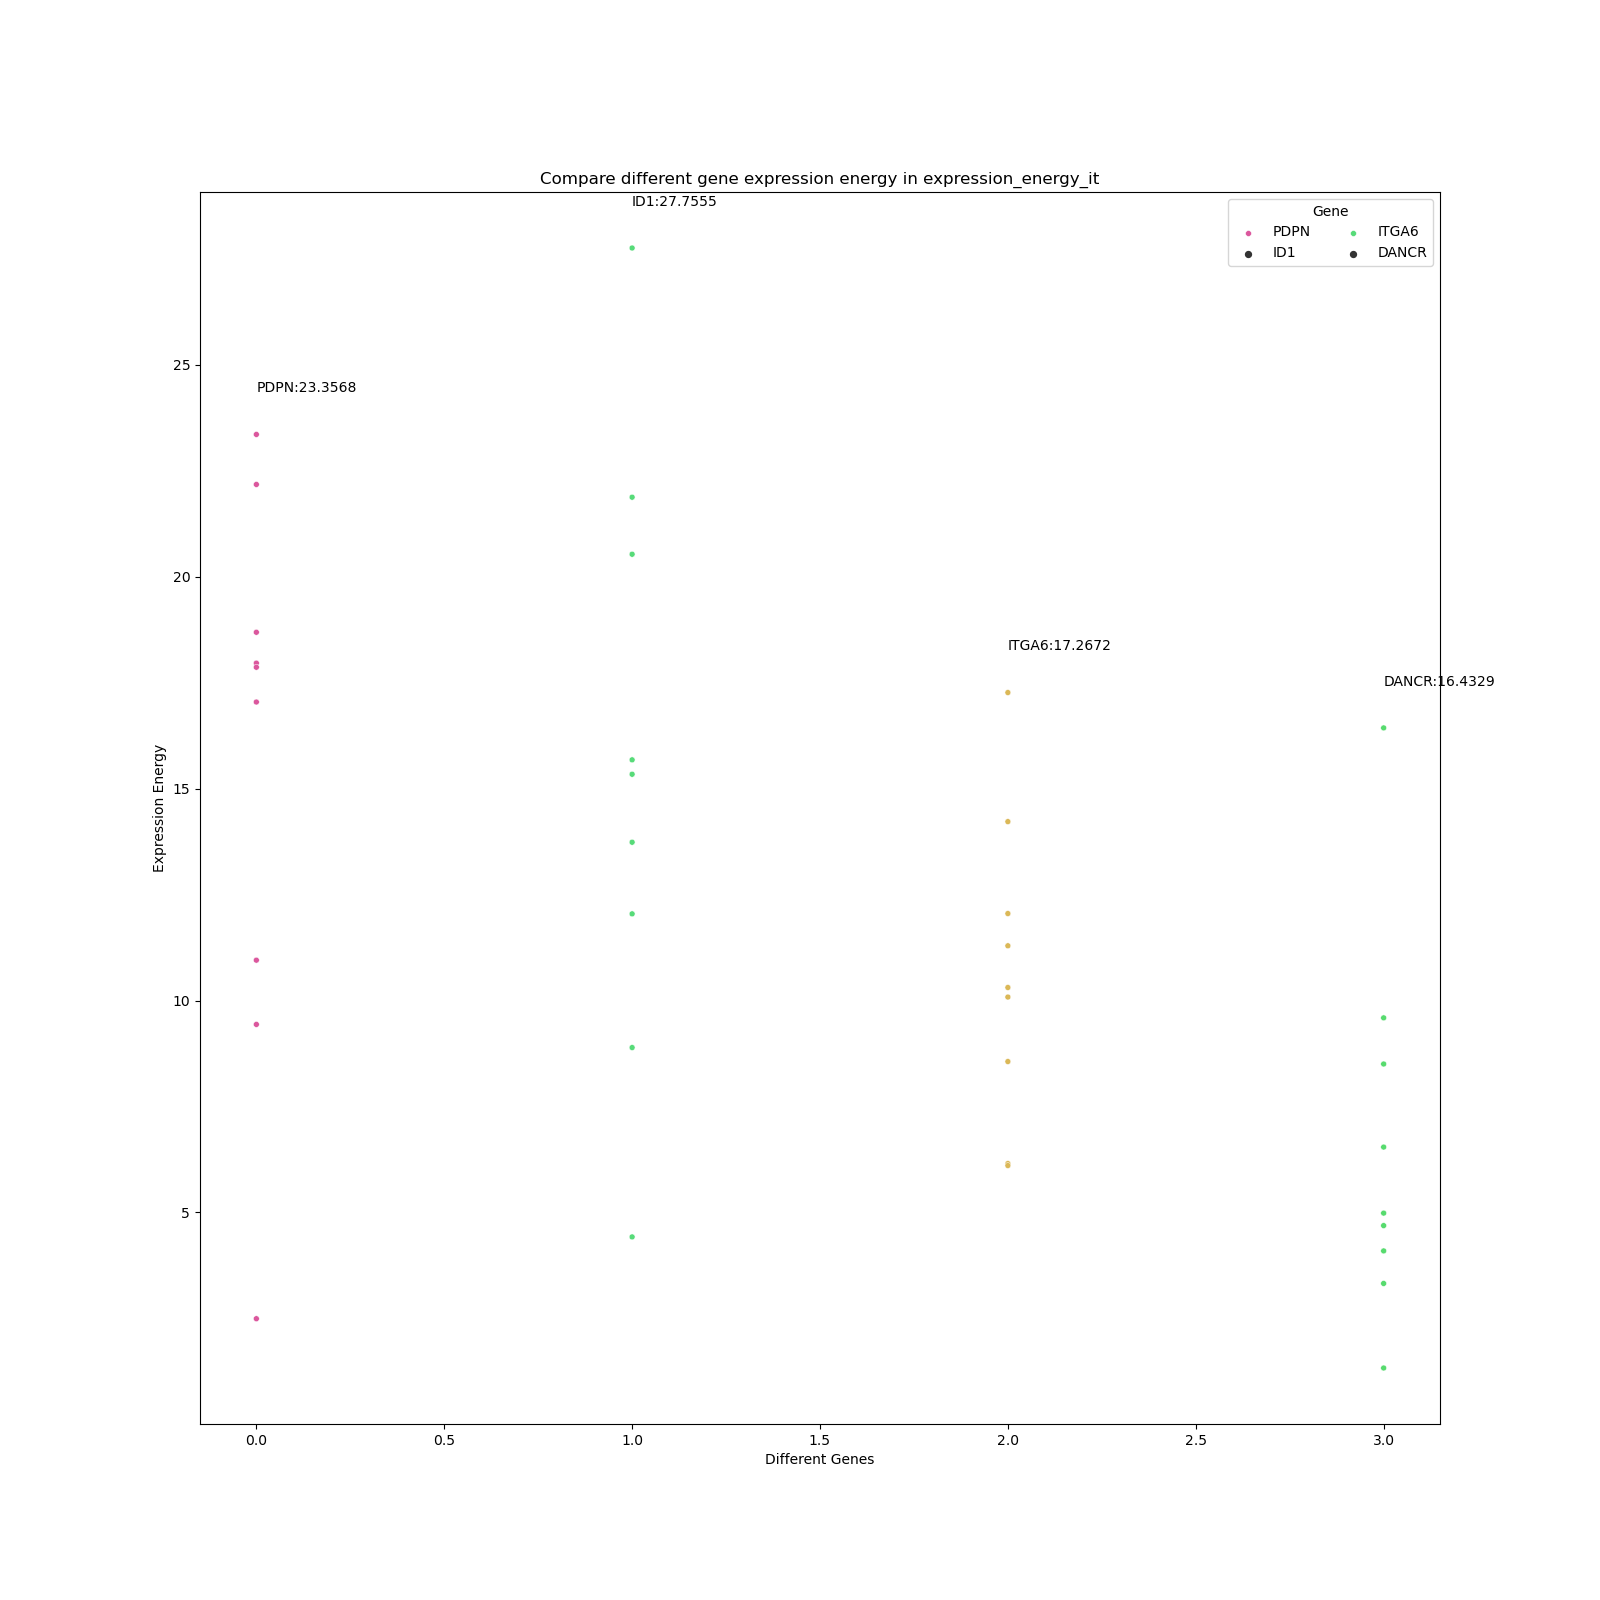 Compare different gene expression energy in expression_energy_it
ID1:27.7555
Gene
PDPN
ITGA6
ID1
DANCR
25
PDPN:23.3568
20
ITGA6:17.2672
DANCR:16.4329
15
Expression Energy
10
5
0.0 0.5 1.0 1.5 2.0 2.5 3.0
Different Genes